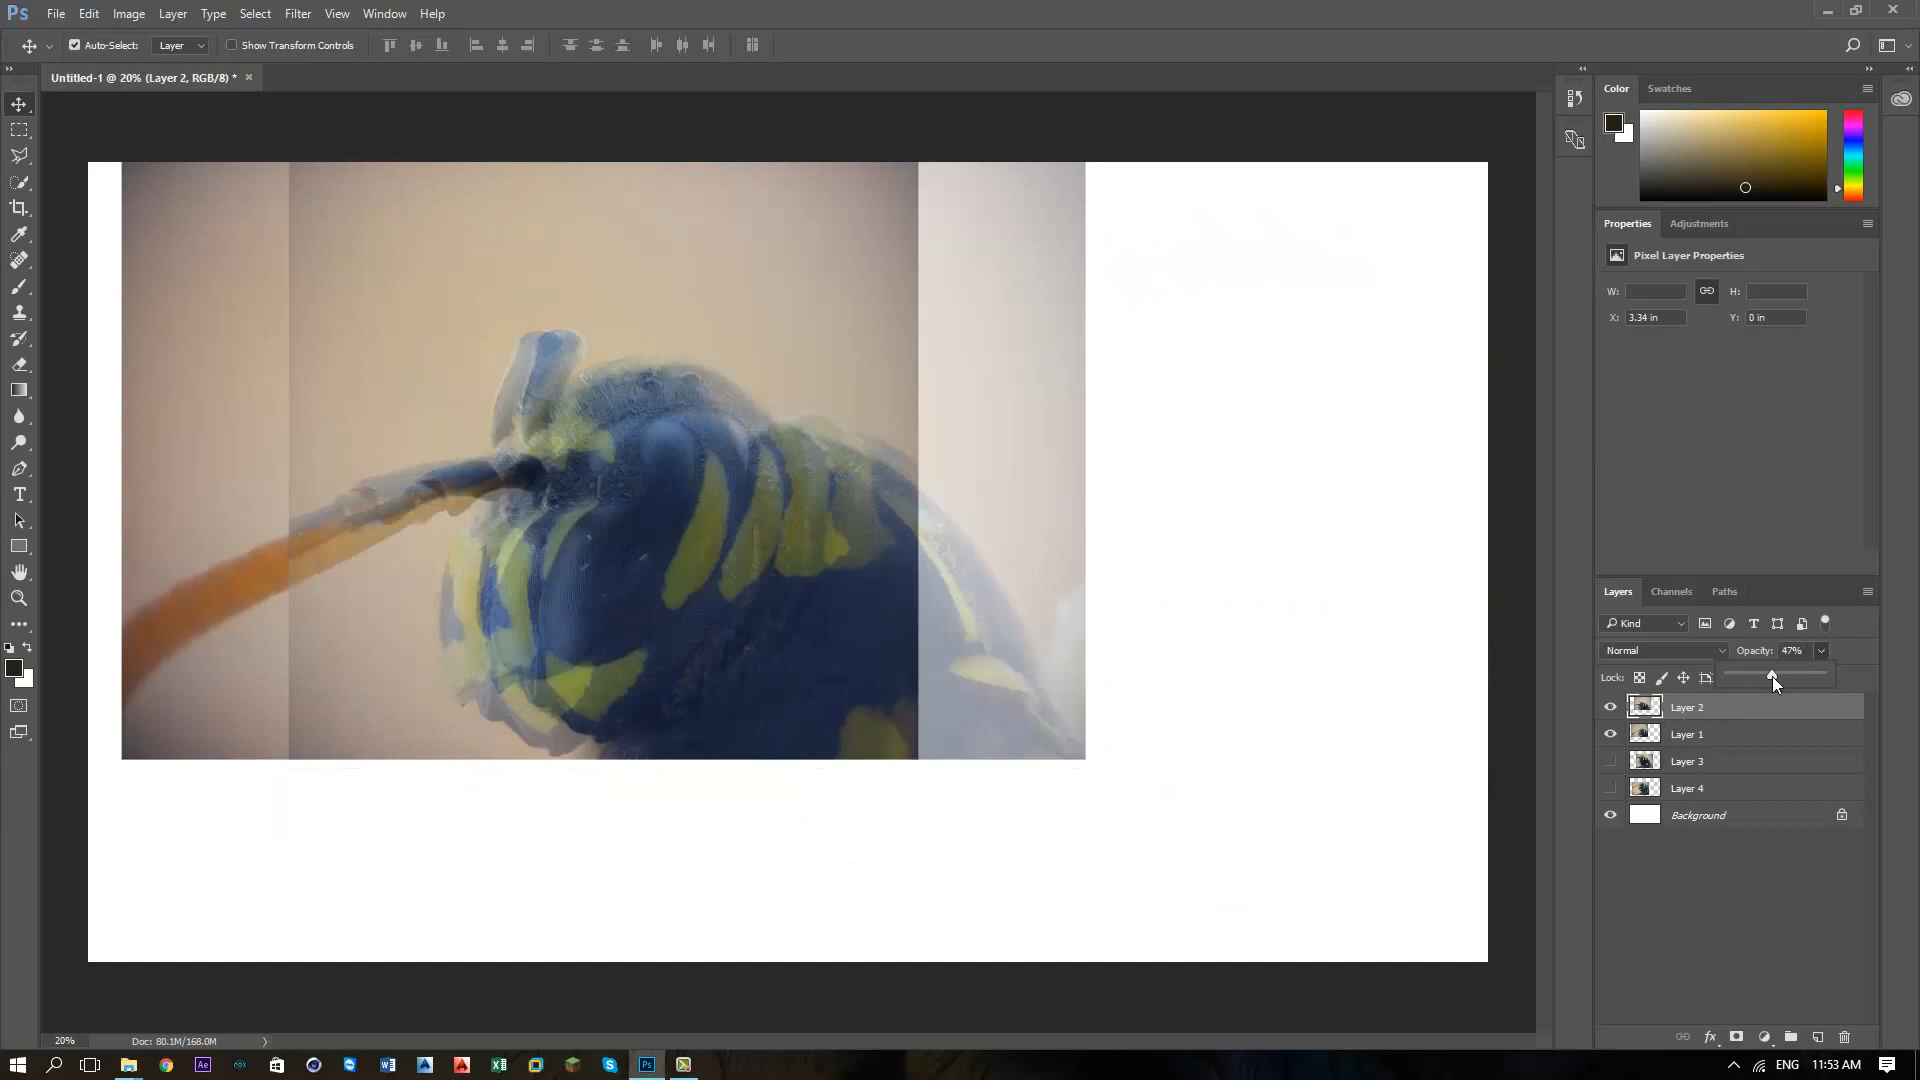 Ps File Edit Image Layer Type Select Filter View Window Help
Auto-Select: Layer Show Transform Controls
Untitled-1 @ 20% (Layer 2, RGB/8) * ×
Color Swatches
Properties Adjustments
Pixel Layer Properties
W: H:
X: 3.34 in Y: 0 in
Layers Channels Paths
Kind
Normal Opacity: 47%
Lock:
Layer 2
Layer 1
Layer 3
Layer 4
Background
20% Doc: 80.1M/168.0M
ENG 11:53 AM